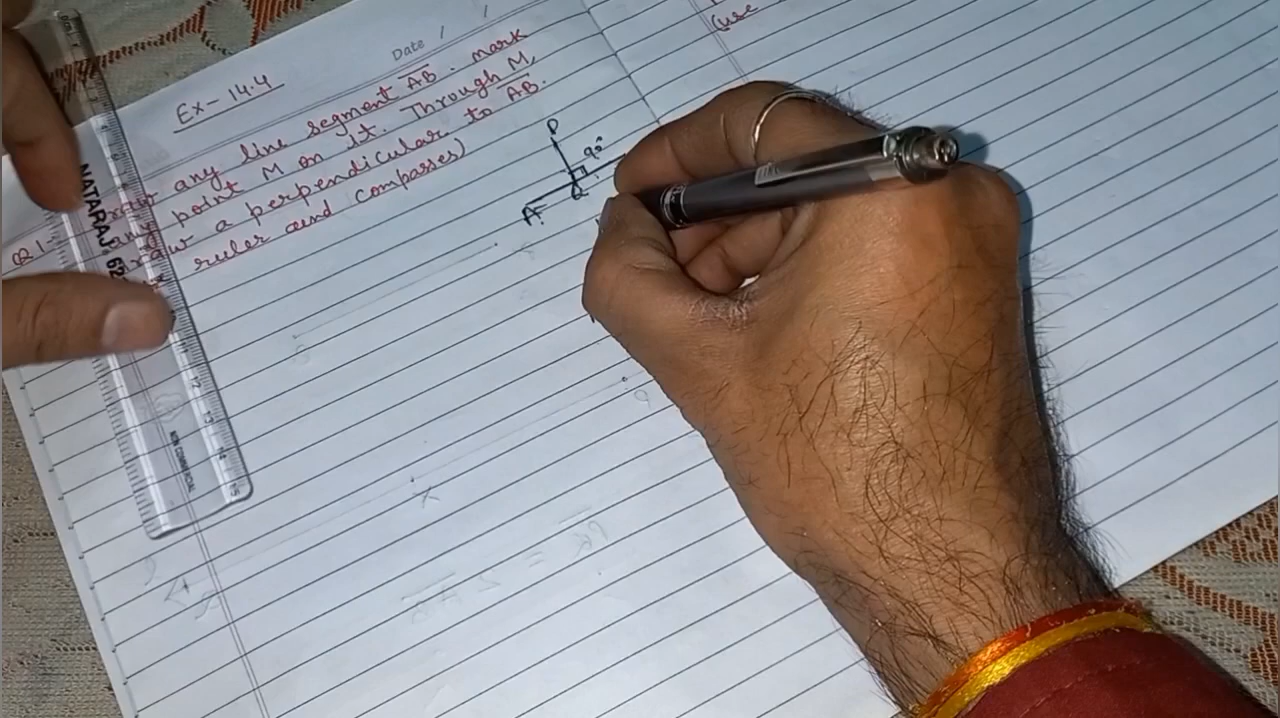 Date / /
Ex-14.4
Q1- Draw any line segment AB. mark
any point M on it. Through M,
draw a perpendicular to AB.
(use
ruler and compasses)
90°
A
NATARAJ 62